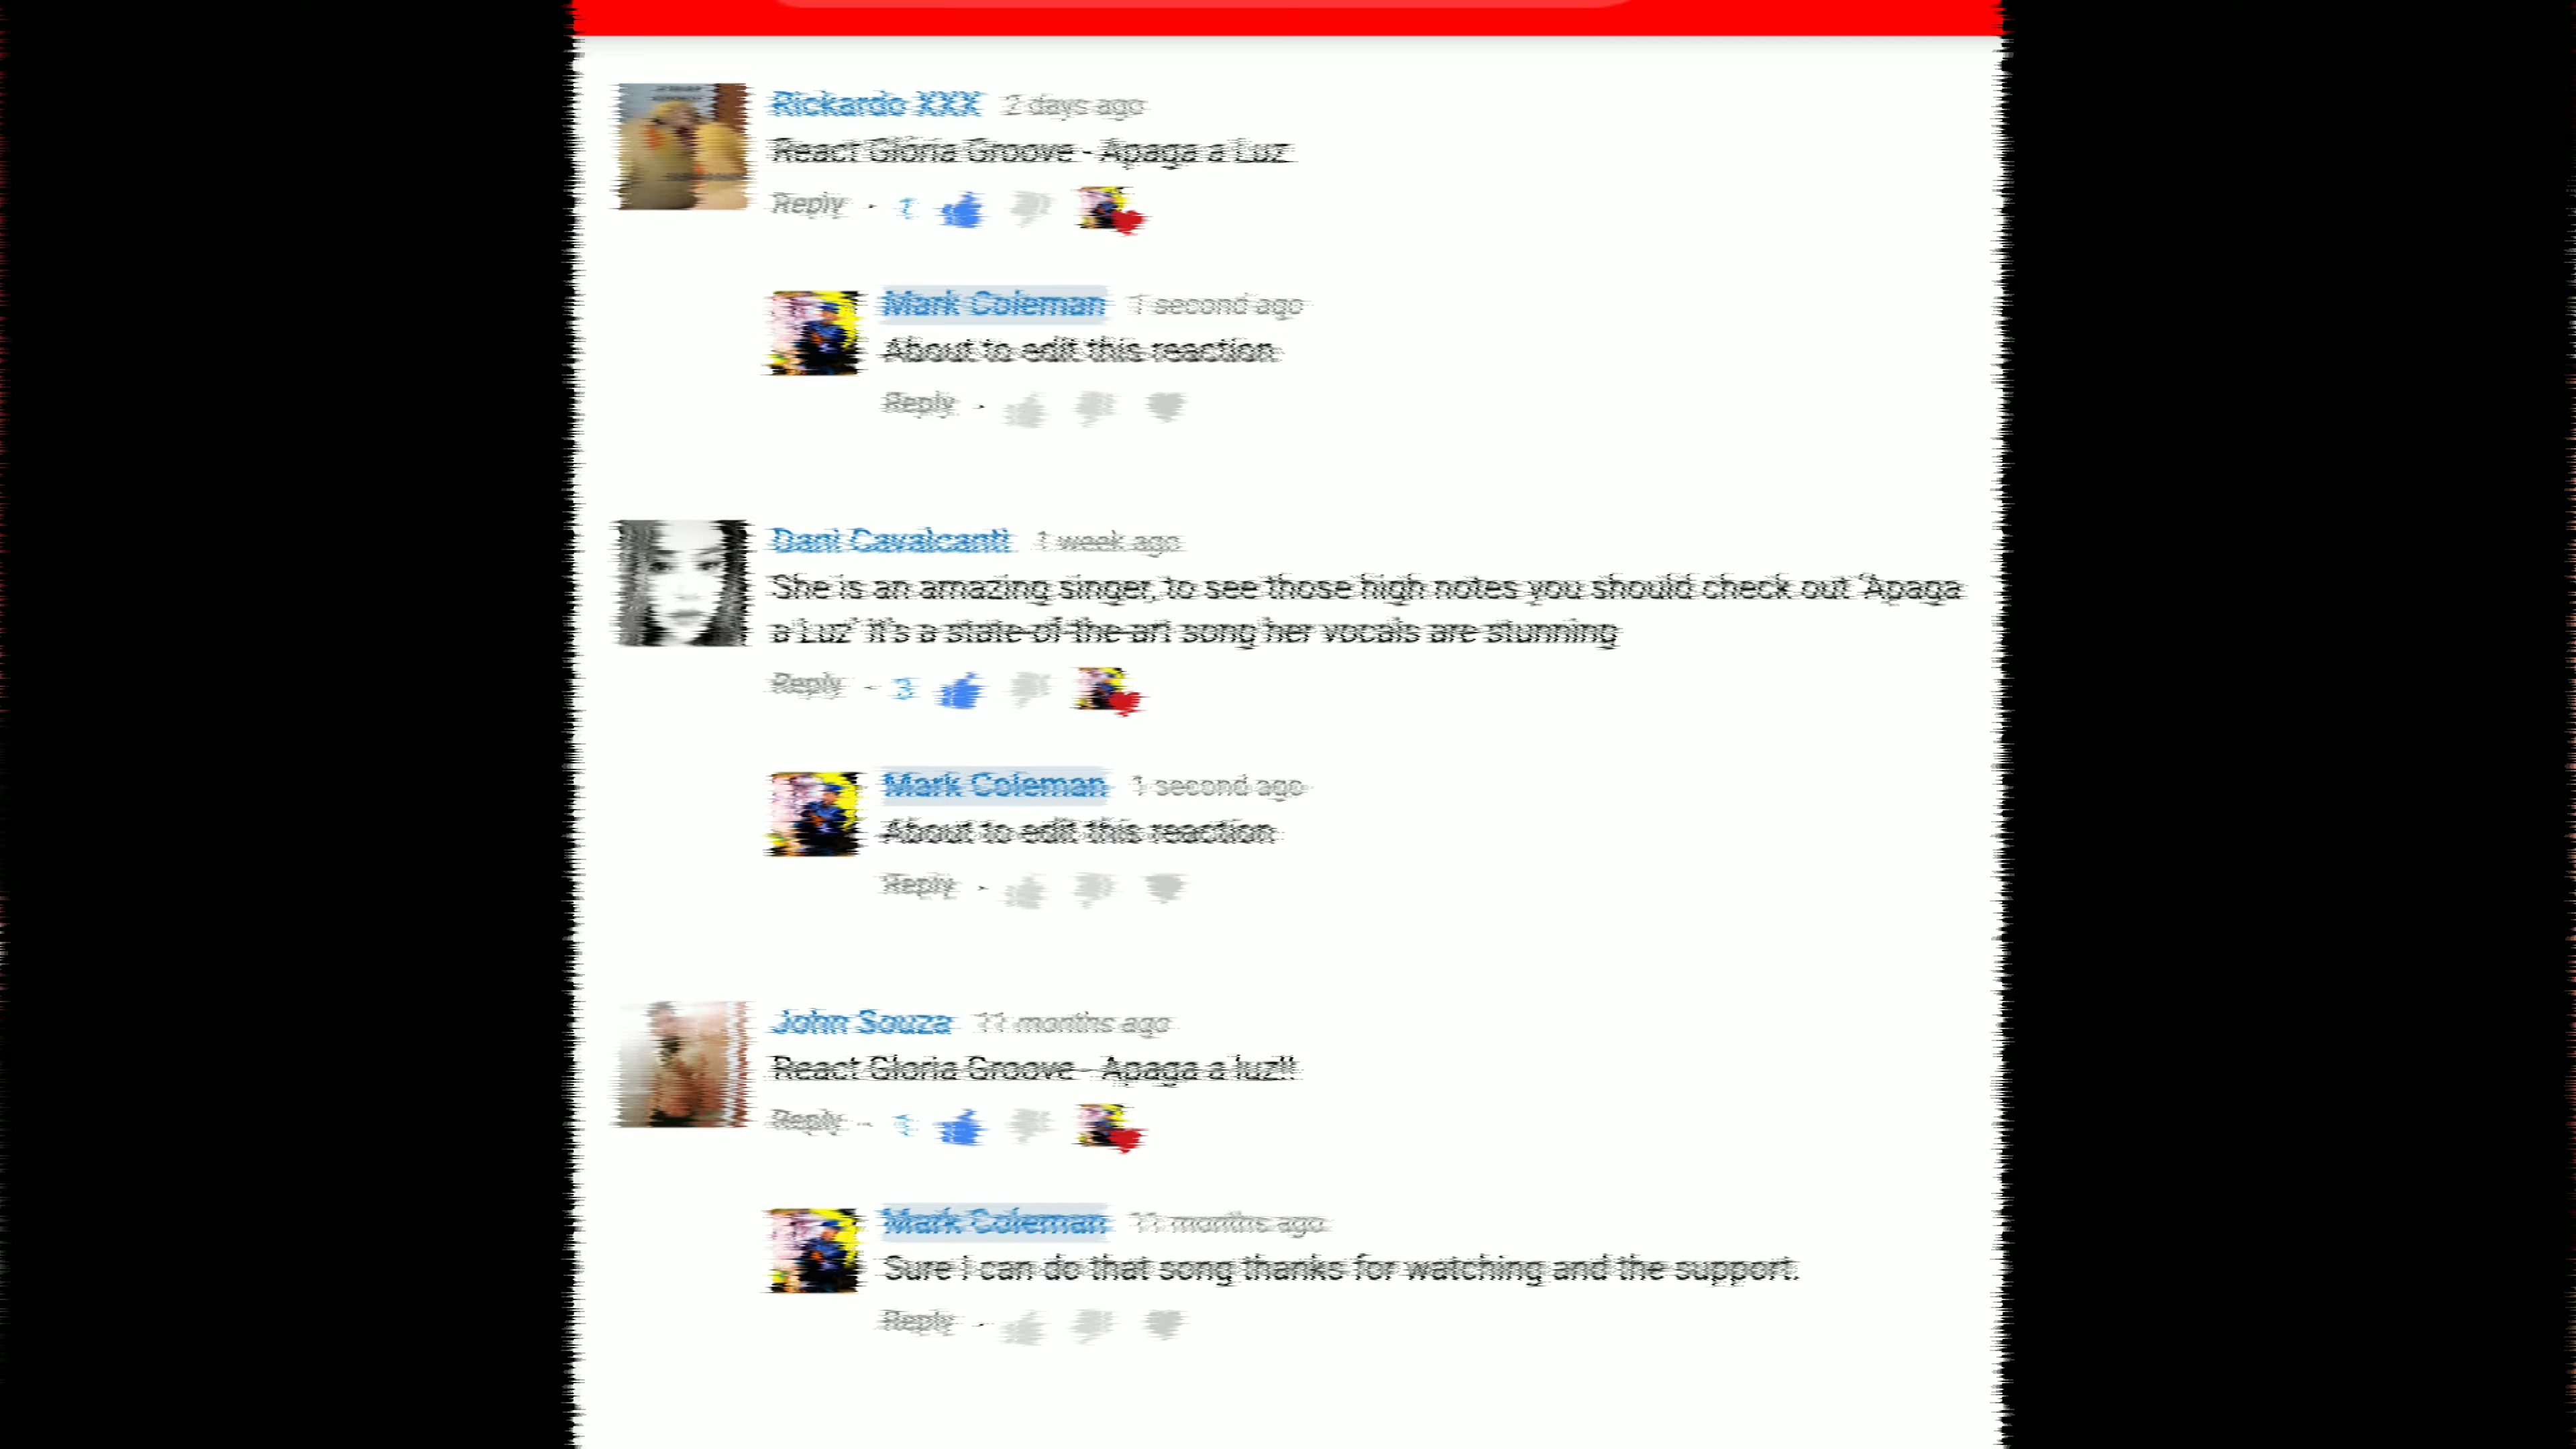 Rickardo XXX 2 days ago
React Gloria Groove - Apaga a Luz
Reply • 1
Mark Coleman 1 second ago
About to edit this reaction
Reply •
Dani Cavalcanti 1 week ago
She is an amazing singer, to see those high notes you should check out 'Apaga
a Luz' it's a state-of-the-art song her vocals are stunning
Reply • 3
Mark Coleman 1 second ago
About to edit this reaction
Reply •
John Souza 11 months ago
React Gloria Groove - Apaga a luz!!
Reply •
Mark Coleman 11 months ago
Sure I can do that song thanks for watching and the support.
Reply •